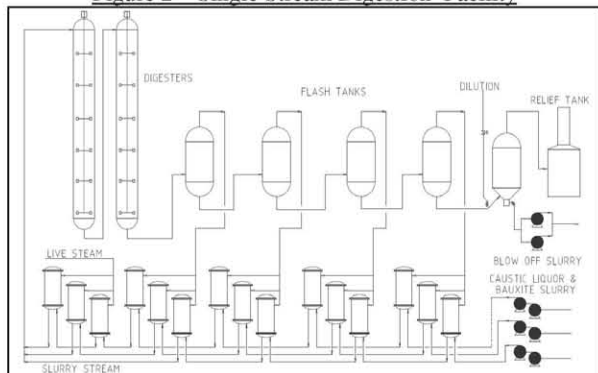 Figure 2 – Single Stream Digestion Facility
DIGESTERS
FLASH TANKS
DILUTION
RELIEF TANK
LIVE STEAM
BLOW OFF SLURRY
CAUSTIC LIQUOR &
BAUXITE SLURRY
SLURRY STREAM